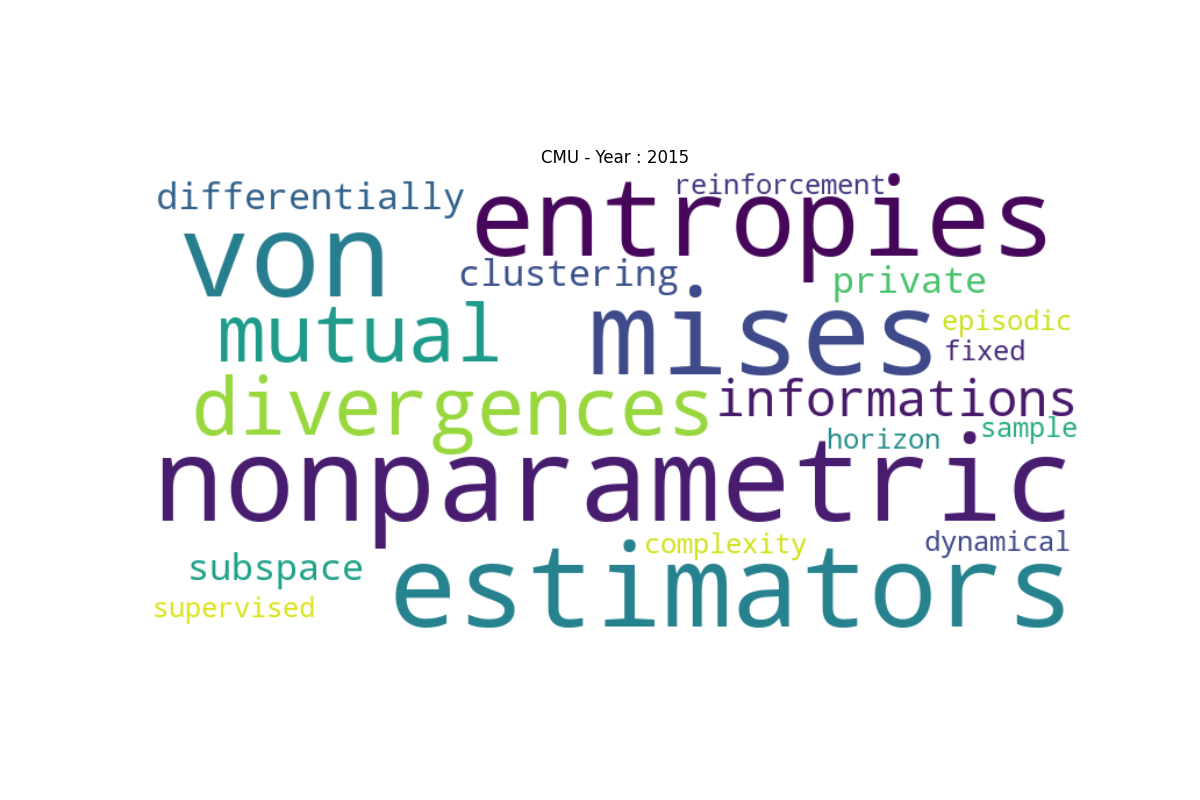 CMU - Year : 2015
differentially
reinforcement
entropies
von
clustering
private
mutual
mises
episodic
fixed
divergences
informations
horizon
sample
nonparametric
complexity
dynamical
subspace
estimators
supervised